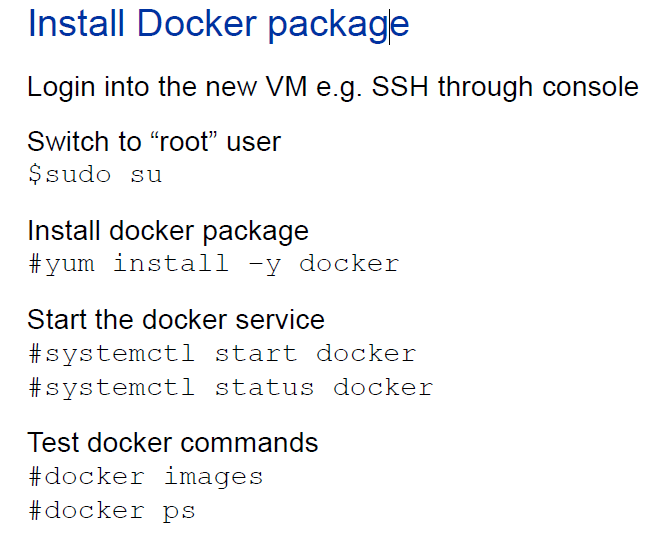 Install Docker package
Login into the new VM e.g. SSH through console
Switch to “root” user
$sudo su
Install docker package
#yum install –y docker
Start the docker service
#systemctl start docker
#systemctl status docker
Test docker commands
#docker images
#docker ps